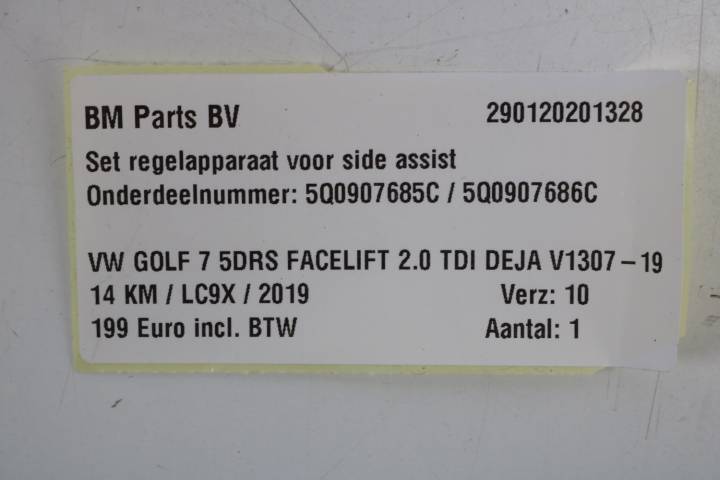 BM Parts BV 290120201328
Set regelapparaat voor side assist
Onderdeelnummer: 5Q0907685C / 5Q0907686C
VW GOLF 7 5DRS FACELIFT 2.0 TDI DEJA V1307-19
14 KM / LC9X / 2019 Verz: 10
199 Euro incl. BTW Aantal: 1